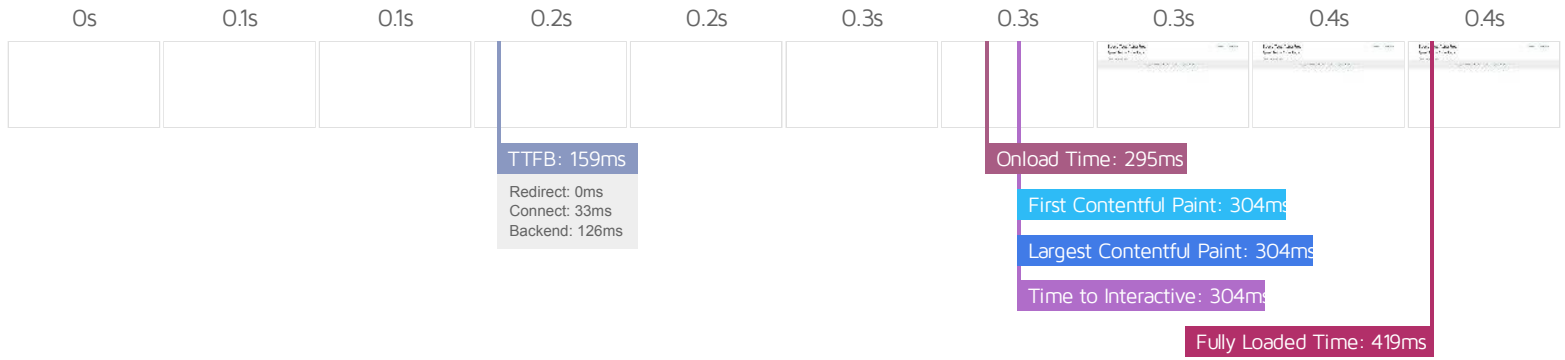 0s 0.1s 0.1s 0.2s 0.2s 0.3s 0.3s 0.3s 0.4s 0.4s
TTFB: 159ms
Redirect: 0ms
Connect: 33ms
Backend: 126ms
Onload Time: 295ms
First Contentful Paint: 304ms
Largest Contentful Paint: 304ms
Time to Interactive: 304ms
Fully Loaded Time: 419ms